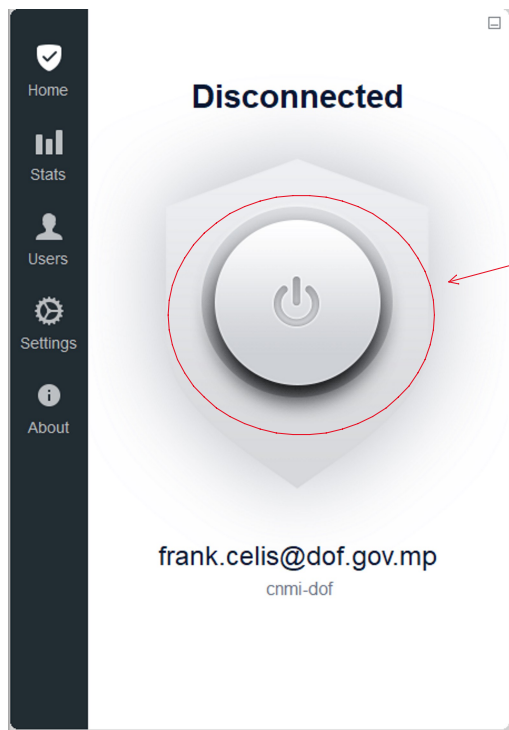 Home
Stats
Users
Settings
About
Disconnected
frank.celis@dof.gov.mp
cnmi-dof